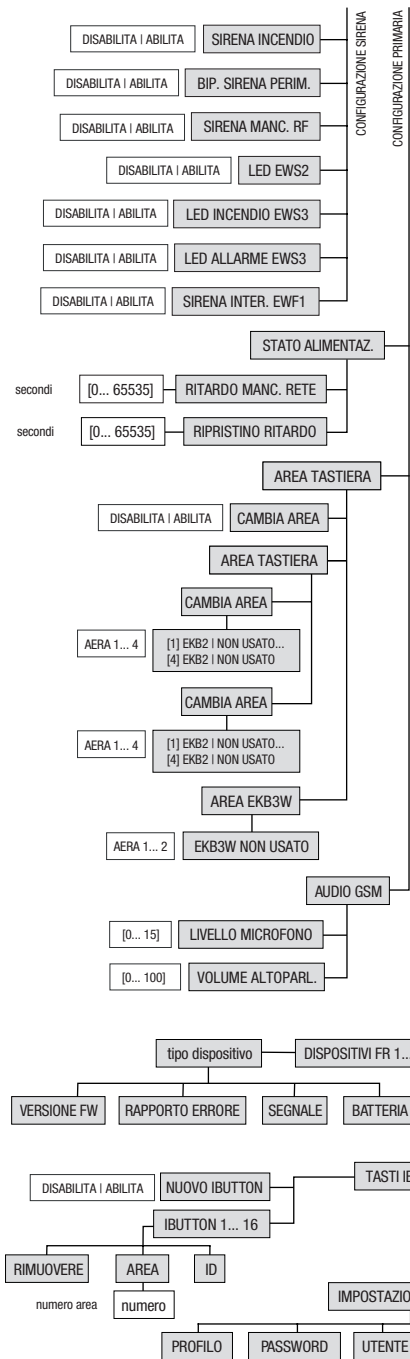 CONFIGURAZIONE SIRENA
CONFIGURAZIONE PRIMARIA
DISABILITA | ABILITA SIRENA INCENDIO
DISABILITA | ABILITA BIP. SIRENA PERIM.
DISABILITA | ABILITA SIRENA MANC. RF
DISABILITA | ABILITA LED EWS2
DISABILITA | ABILITA LED INCENDIO EWS3
DISABILITA | ABILITA LED ALLARME EWS3
DISABILITA | ABILITA SIRENA INTER. EWF1
STATO ALIMENTAZ.
secondi [0... 65535] RITARDO MANC. RETE
secondi [0... 65535] RIPRISTINO RITARDO
AREA TASTIERA
DISABILITA | ABILITA CAMBIA AREA
AREA TASTIERA
CAMBIA AREA
AERA 1... 4
[1] EKB2 | NON USATO...
[4] EKB2 | NON USATO
CAMBIA AREA
AERA 1... 4
[1] EKB2 | NON USATO...
[4] EKB2 | NON USATO
AREA EKB3W
AERA 1... 2 EKB3W NON USATO
AUDIO GSM
[0... 15] LIVELLO MICROFONO
[0... 100] VOLUME ALTOPARL.
tipo dispositivo DISPOSITIVI FR 1...
VERSIONE FW RAPPORTO ERRORE SEGNALE BATTERIA
TASTI IB
DISABILITA | ABILITA NUOVO IBUTTON
IBUTTON 1... 16
RIMUOVERE AREA ID
numero area numero
IMPOSTAZIO
PROFILO PASSWORD UTENTE